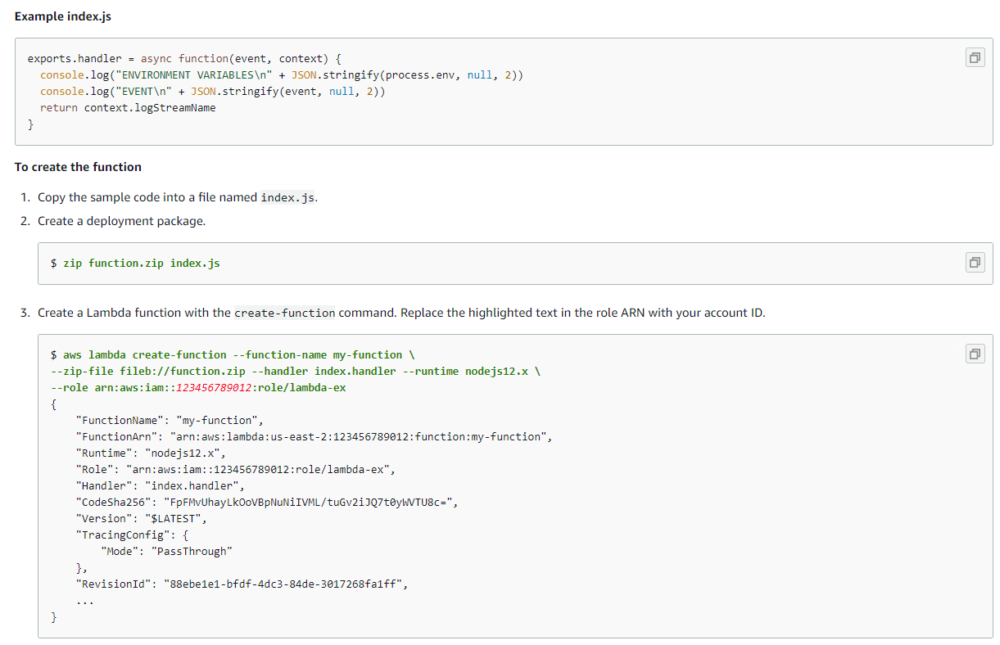 Example index.js
exports.handler = async function(event, context) {
  console.log("ENVIRONMENT VARIABLES\n" + JSON.stringify(process.env, null, 2))
  console.log("EVENT\n" + JSON.stringify(event, null, 2))
  return context.logStreamName
}
To create the function
1. Copy the sample code into a file named index.js.
2. Create a deployment package.
$ zip function.zip index.js
3. Create a Lambda function with the create-function command. Replace the highlighted text in the role ARN with your account ID.
$ aws lambda create-function --function-name my-function \
--zip-file fileb://function.zip --handler index.handler --runtime nodejs12.x \
--role arn:aws:iam::123456789012:role/lambda-ex
{
    "FunctionName": "my-function",
    "FunctionArn": "arn:aws:lambda:us-east-2:123456789012:function:my-function",
    "Runtime": "nodejs12.x",
    "Role": "arn:aws:iam::123456789012:role/lambda-ex",
    "Handler": "index.handler",
    "CodeSha256": "FpFMvUhayLkOoVBpNuNiIVML/tuGv2iJQ7t0yWVTU8c=",
    "Version": "$LATEST",
    "TracingConfig": {
        "Mode": "PassThrough"
    },
    "RevisionId": "88ebe1e1-bfdf-4dc3-84de-3017268fa1ff",
    ...
}